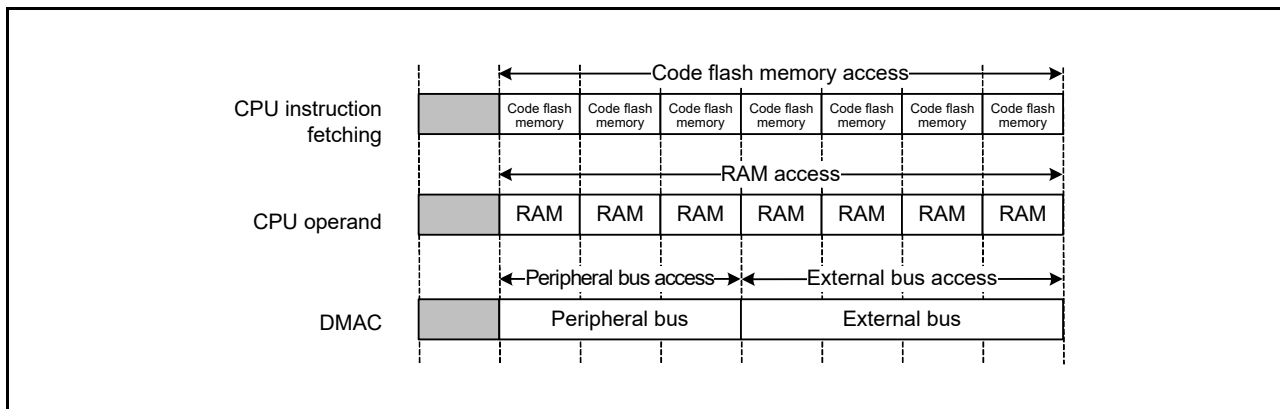 Code flash memory access
CPU instruction
fetching
Code flash
memory
Code flash
memory
Code flash
memory
Code flash
memory
Code flash
memory
Code flash
memory
Code flash
memory
RAM access
CPU operand
RAM
RAM
RAM
RAM
RAM
RAM
RAM
Peripheral bus access
External bus access
DMAC
Peripheral bus
External bus